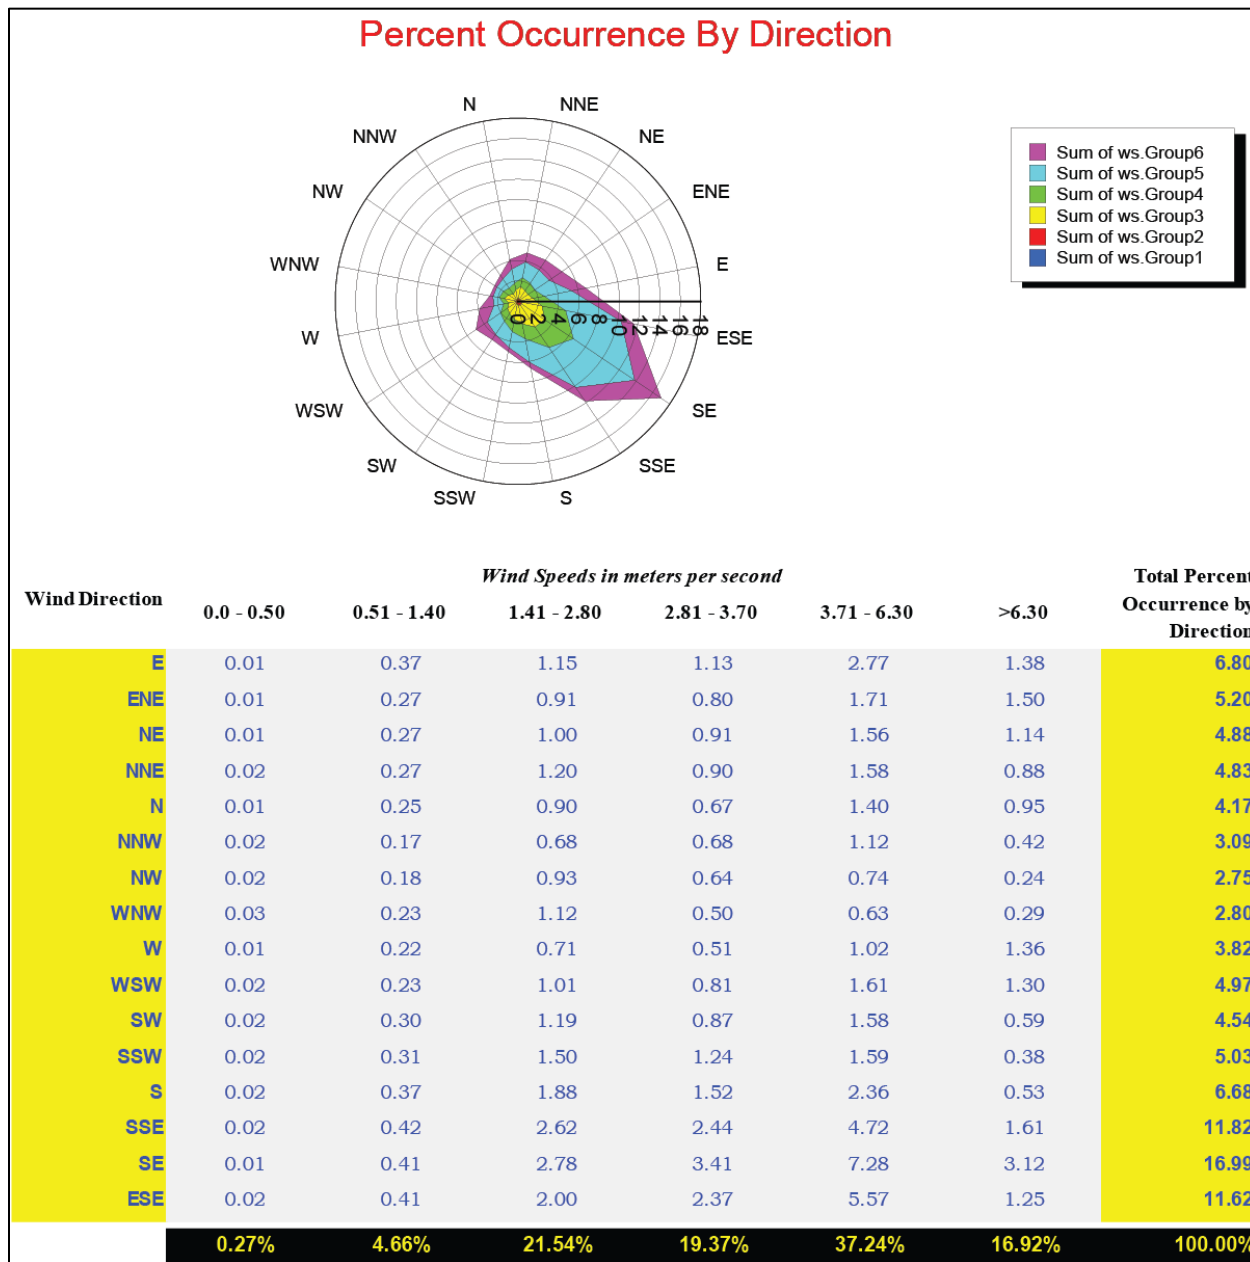 Percent Occurrence By Direction
N
NNE
NNW
NE
NW
ENE
WNW
E
0 2 4 6 8 10 12 14 16 18
W
ESE
WSW
SE
SW
SSE
SSW
S
Sum of ws.Group6
Sum of ws.Group5
Sum of ws.Group4
Sum of ws.Group3
Sum of ws.Group2
Sum of ws.Group1
Wind Speeds in meters per second
Wind Direction 0.0 - 0.50 0.51 - 1.40 1.41 - 2.80 2.81 - 3.70 3.71 - 6.30 >6.30 Total Percent Occurrence by Direction
E 0.01 0.37 1.15 1.13 2.77 1.38 6.80
ENE 0.01 0.27 0.91 0.80 1.71 1.50 5.20
NE 0.01 0.27 1.00 0.91 1.56 1.14 4.88
NNE 0.02 0.27 1.20 0.90 1.58 0.88 4.83
N 0.01 0.25 0.90 0.67 1.40 0.95 4.17
NNW 0.02 0.17 0.68 0.68 1.12 0.42 3.09
NW 0.02 0.18 0.93 0.64 0.74 0.24 2.75
WNW 0.03 0.23 1.12 0.50 0.63 0.29 2.80
W 0.01 0.22 0.71 0.51 1.02 1.36 3.82
WSW 0.02 0.23 1.01 0.81 1.61 1.30 4.97
SW 0.02 0.30 1.19 0.87 1.58 0.59 4.54
SSW 0.02 0.31 1.50 1.24 1.59 0.38 5.03
S 0.02 0.37 1.88 1.52 2.36 0.53 6.68
SSE 0.02 0.42 2.62 2.44 4.72 1.61 11.82
SE 0.01 0.41 2.78 3.41 7.28 3.12 16.99
ESE 0.02 0.41 2.00 2.37 5.57 1.25 11.62
0.27% 4.66% 21.54% 19.37% 37.24% 16.92% 100.00%